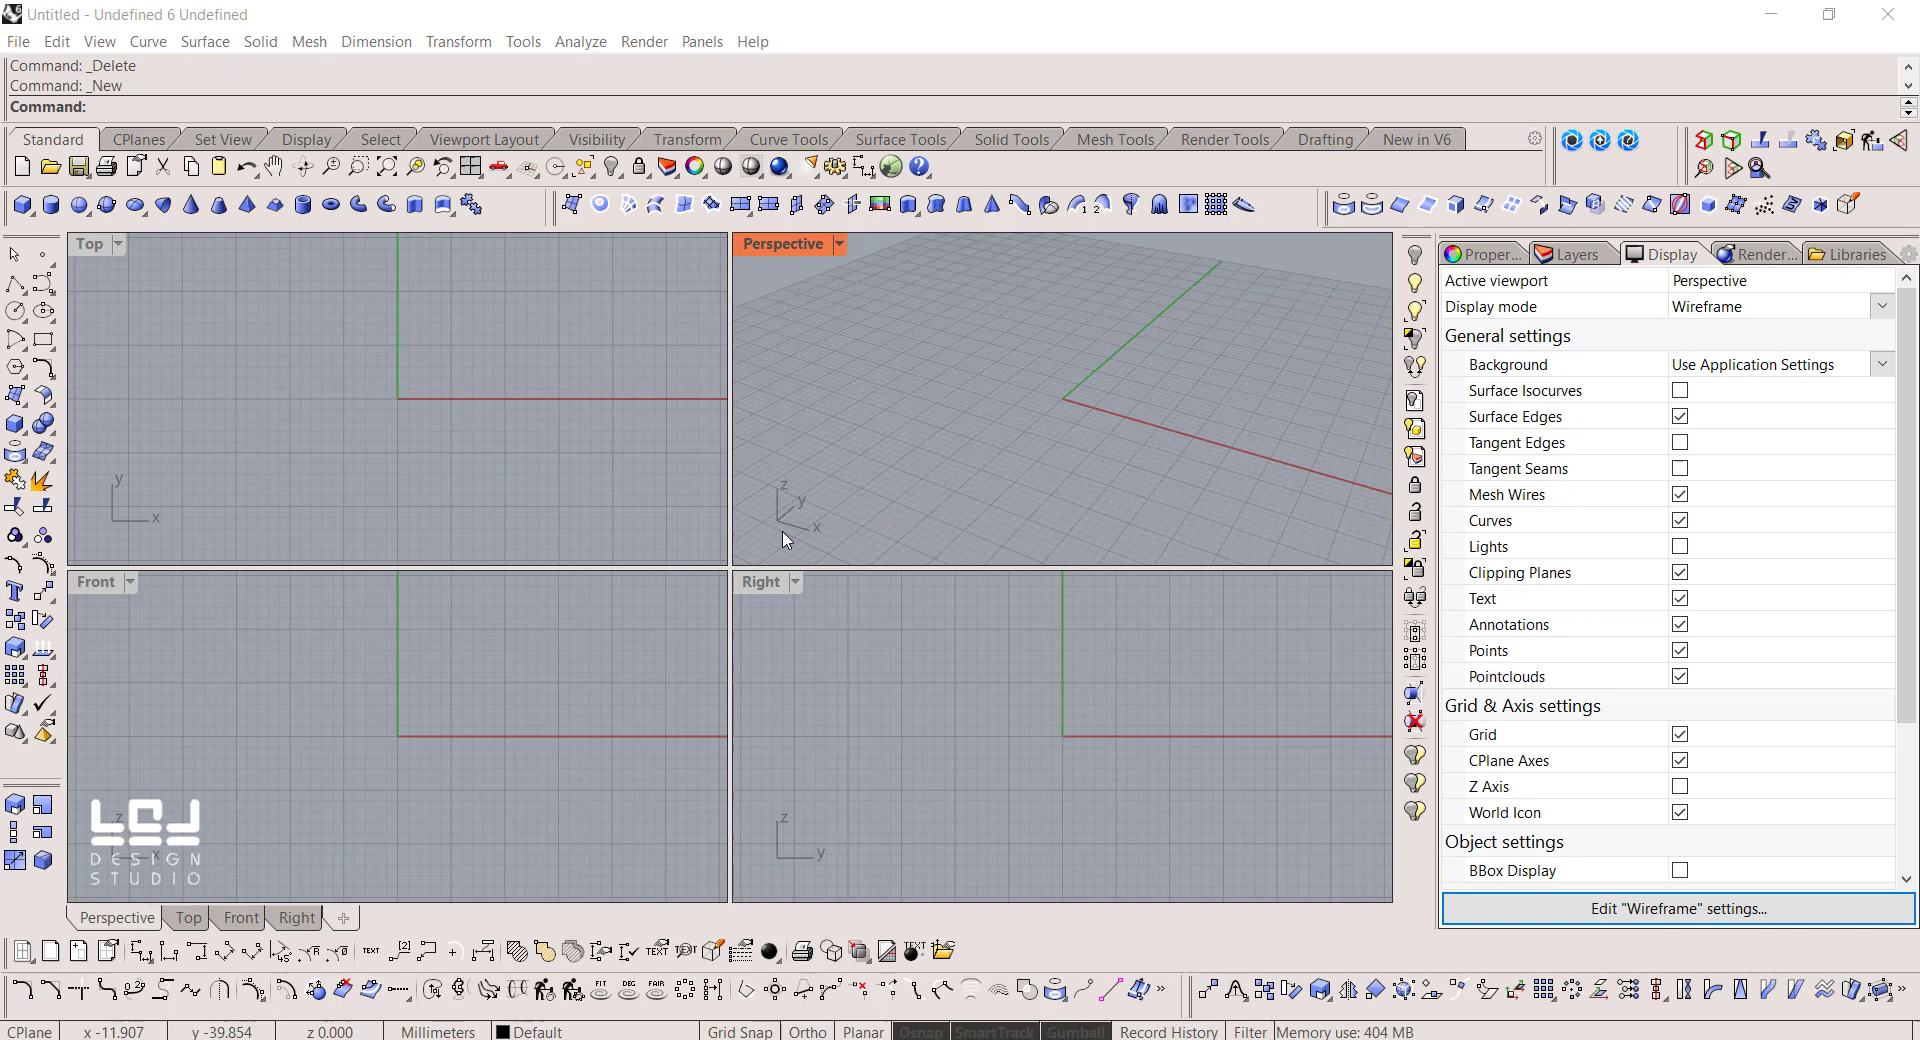 Untitled - Undefined 6 Undefined
File Edit View Curve Surface Solid Mesh Dimension Transform Tools Analyze Render Panels Help
Command: _Delete
Command: _New
Command:
Standard CPlanes Set View Display Select Viewport Layout Visibility Transform Curve Tools Surface Tools Solid Tools Mesh Tools Render Tools Drafting New in V6
Top
Perspective
y
x
z
y
x
Front
Right
z
x
z
y
DESIGN
STUDIO
Proper... Layers Display Render... Libraries
Active viewport Perspective
Display mode Wireframe
General settings
Background Use Application Settings
Surface Isocurves
Surface Edges
Tangent Edges
Tangent Seams
Mesh Wires
Curves
Lights
Clipping Planes
Text
Annotations
Points
Pointclouds
Grid & Axis settings
Grid
CPlane Axes
Z Axis
World Icon
Object settings
BBox Display
Edit "Wireframe" settings...
Perspective Top Front Right
TEXT
FIT DEG FAIR
CPlane x -11.907 y -39.854 z 0.000 Millimeters Default Grid Snap Ortho Planar Osnap SmartTrack Gumball Record History Filter Memory use: 404 MB